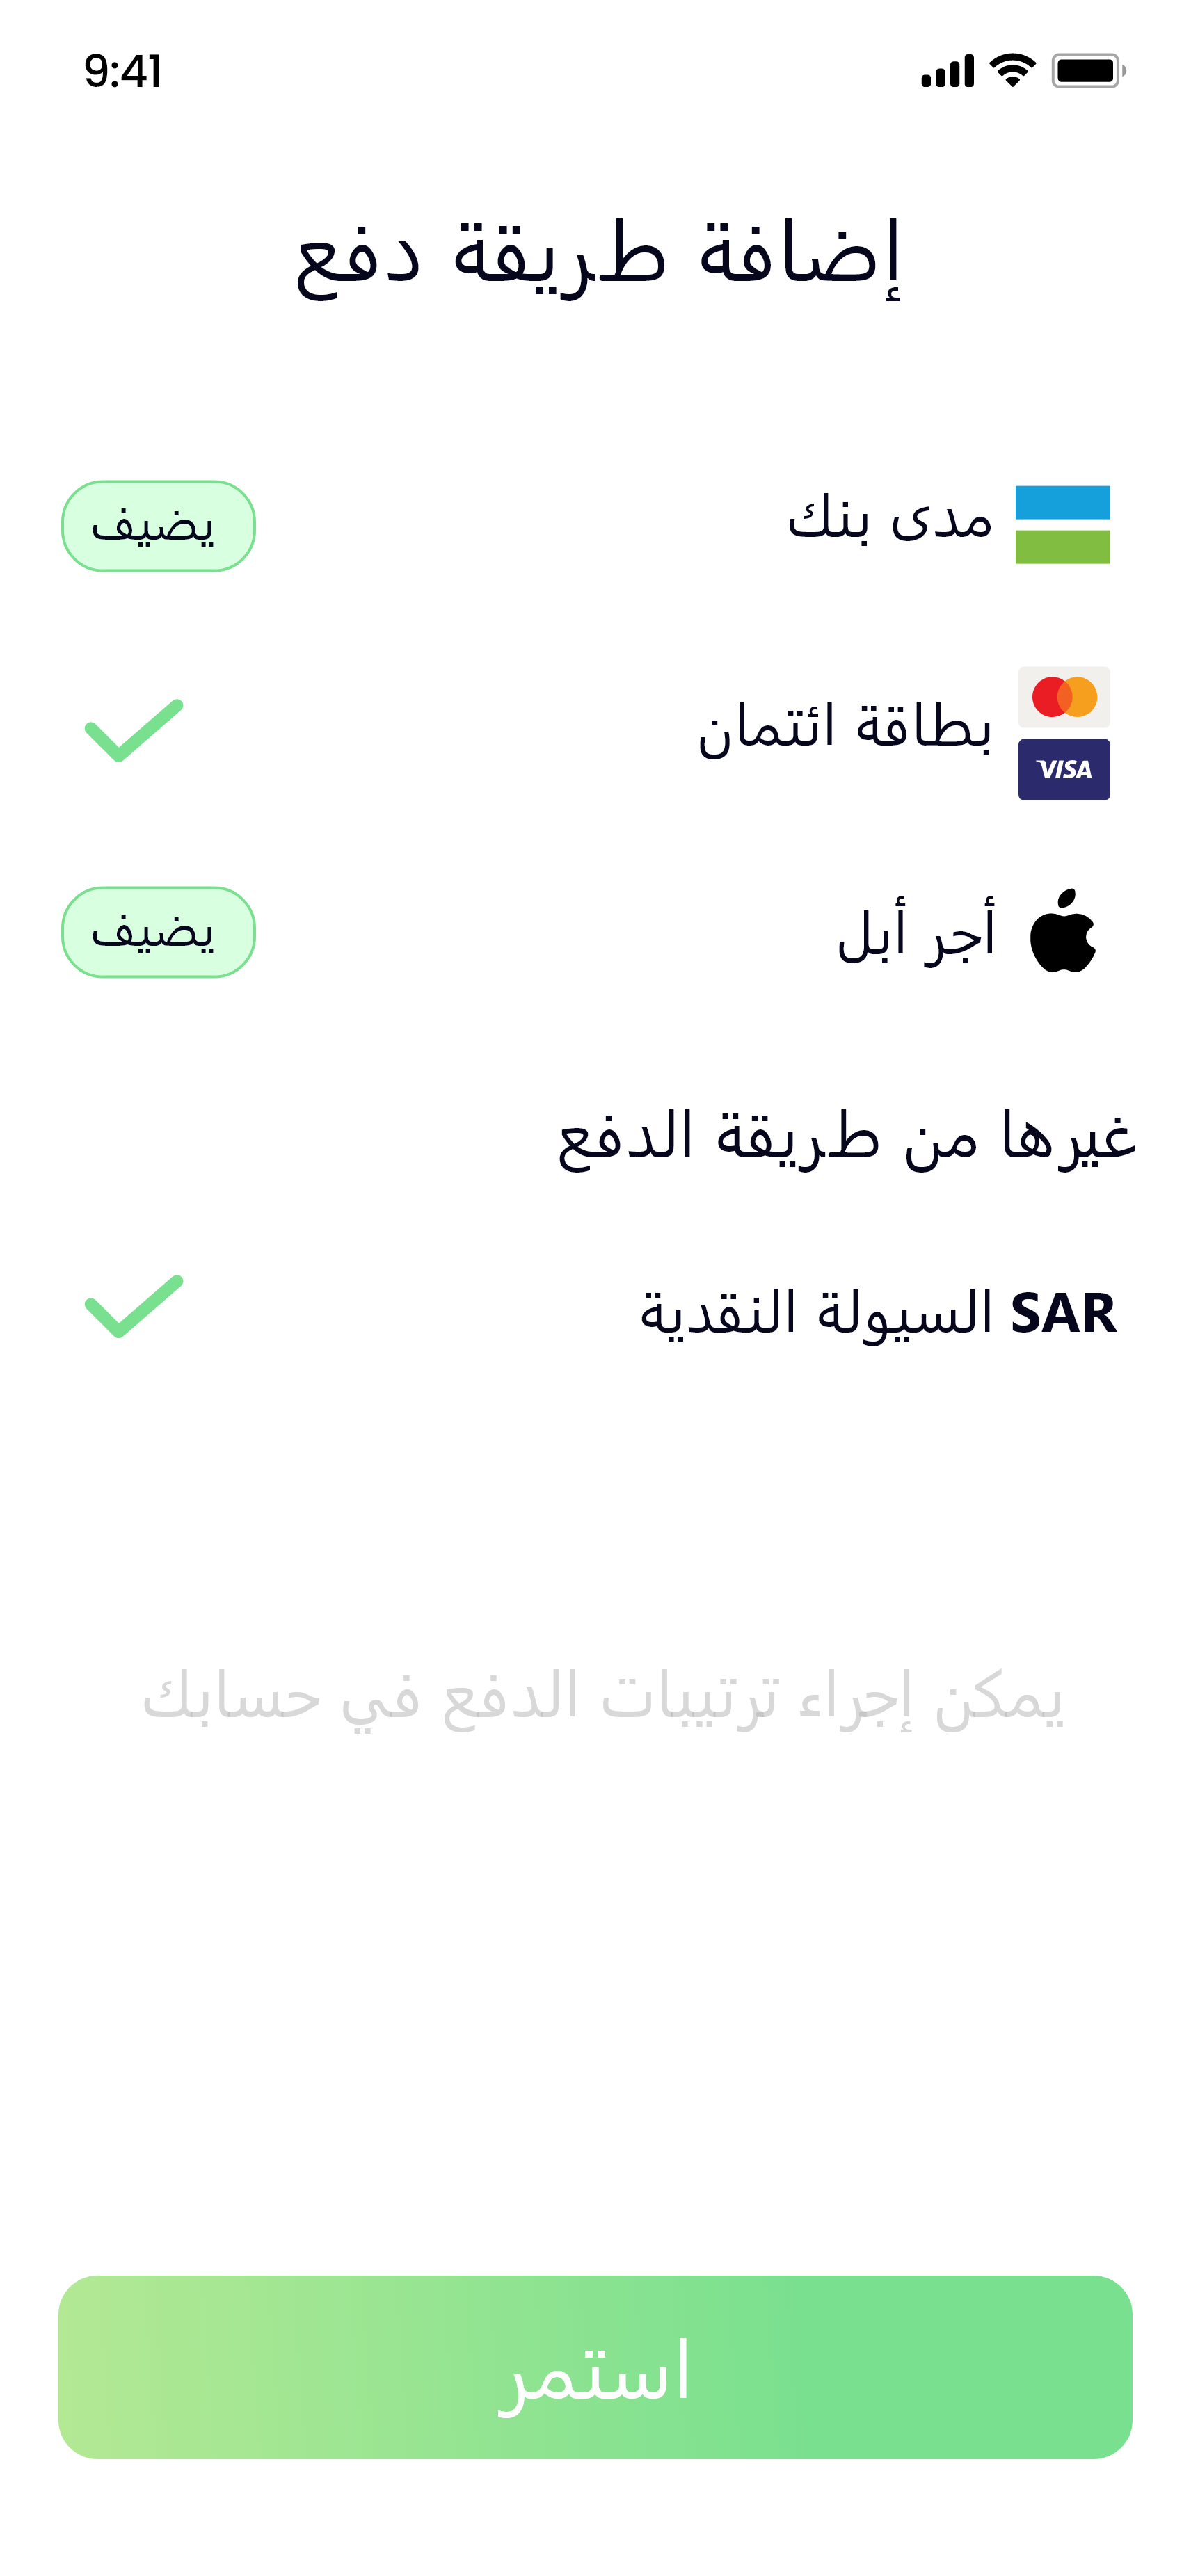 9:41
إضافة طريقة دفع
مدى بنك
يضيف
بطاقة ائتمان
VISA
أجر أبل
يضيف
غيرها من طريقة الدفع
SAR السيولة النقدية
يمكن إجراء ترتيبات الدفع في حسابك
استمر